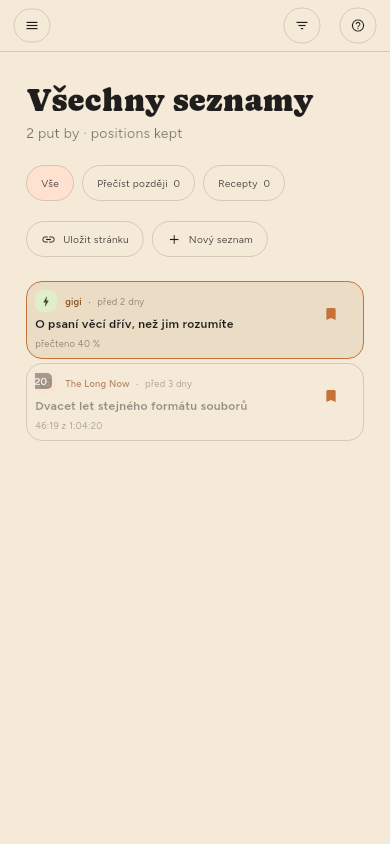 Všechny seznamy
2 put by · positions kept
Vše
Přečíst později 0
Recepty 0
Uložit stránku
Nový seznam
gigi · před 2 dny
O psaní věcí dřív, než jim rozumíte
přečteno 40 %
20
The Long Now · před 3 dny
Dvacet let stejného formátu souborů
46:19 z 1:04:20